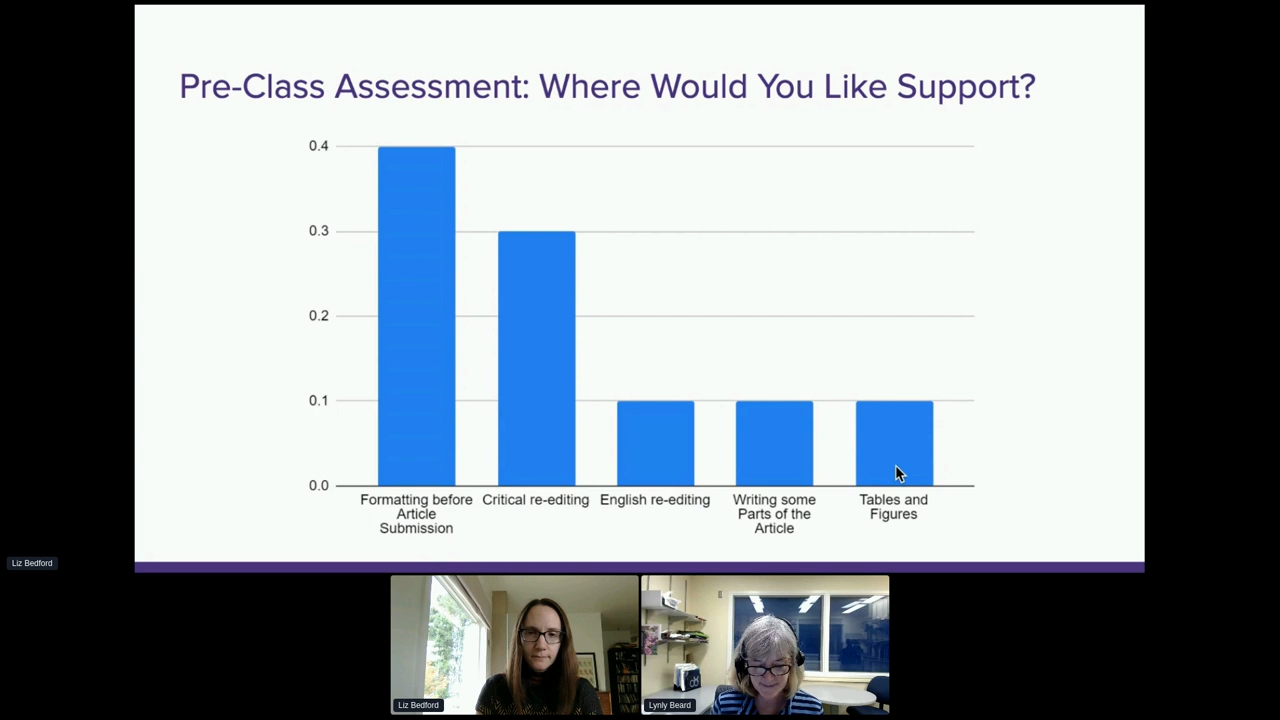 Pre-Class Assessment: Where Would You Like Support?
0.4
0.3
0.2
0.1
0.0
Formatting before
Article
Submission
Critical re-editing
English re-editing
Writing some
Parts of the
Article
Tables and
Figures
Liz Bedford
Liz Bedford
Lynly Beard